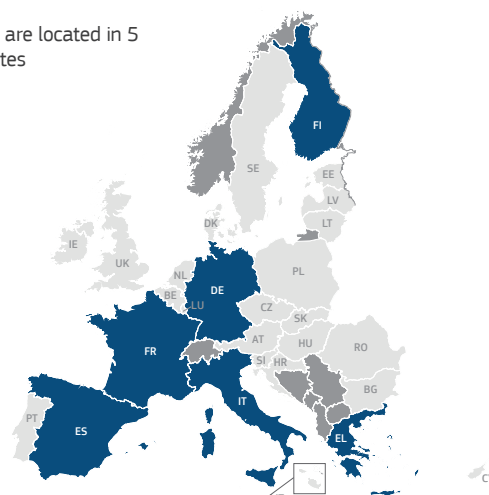 are located in 5
tes
FI
SE
EE
LV
LT
DK
IE
UK
NL
PL
BE
DE
LU
CZ
SK
FR
AT
HU
RO
SI
HR
BG
IT
PT
ES
EL
C